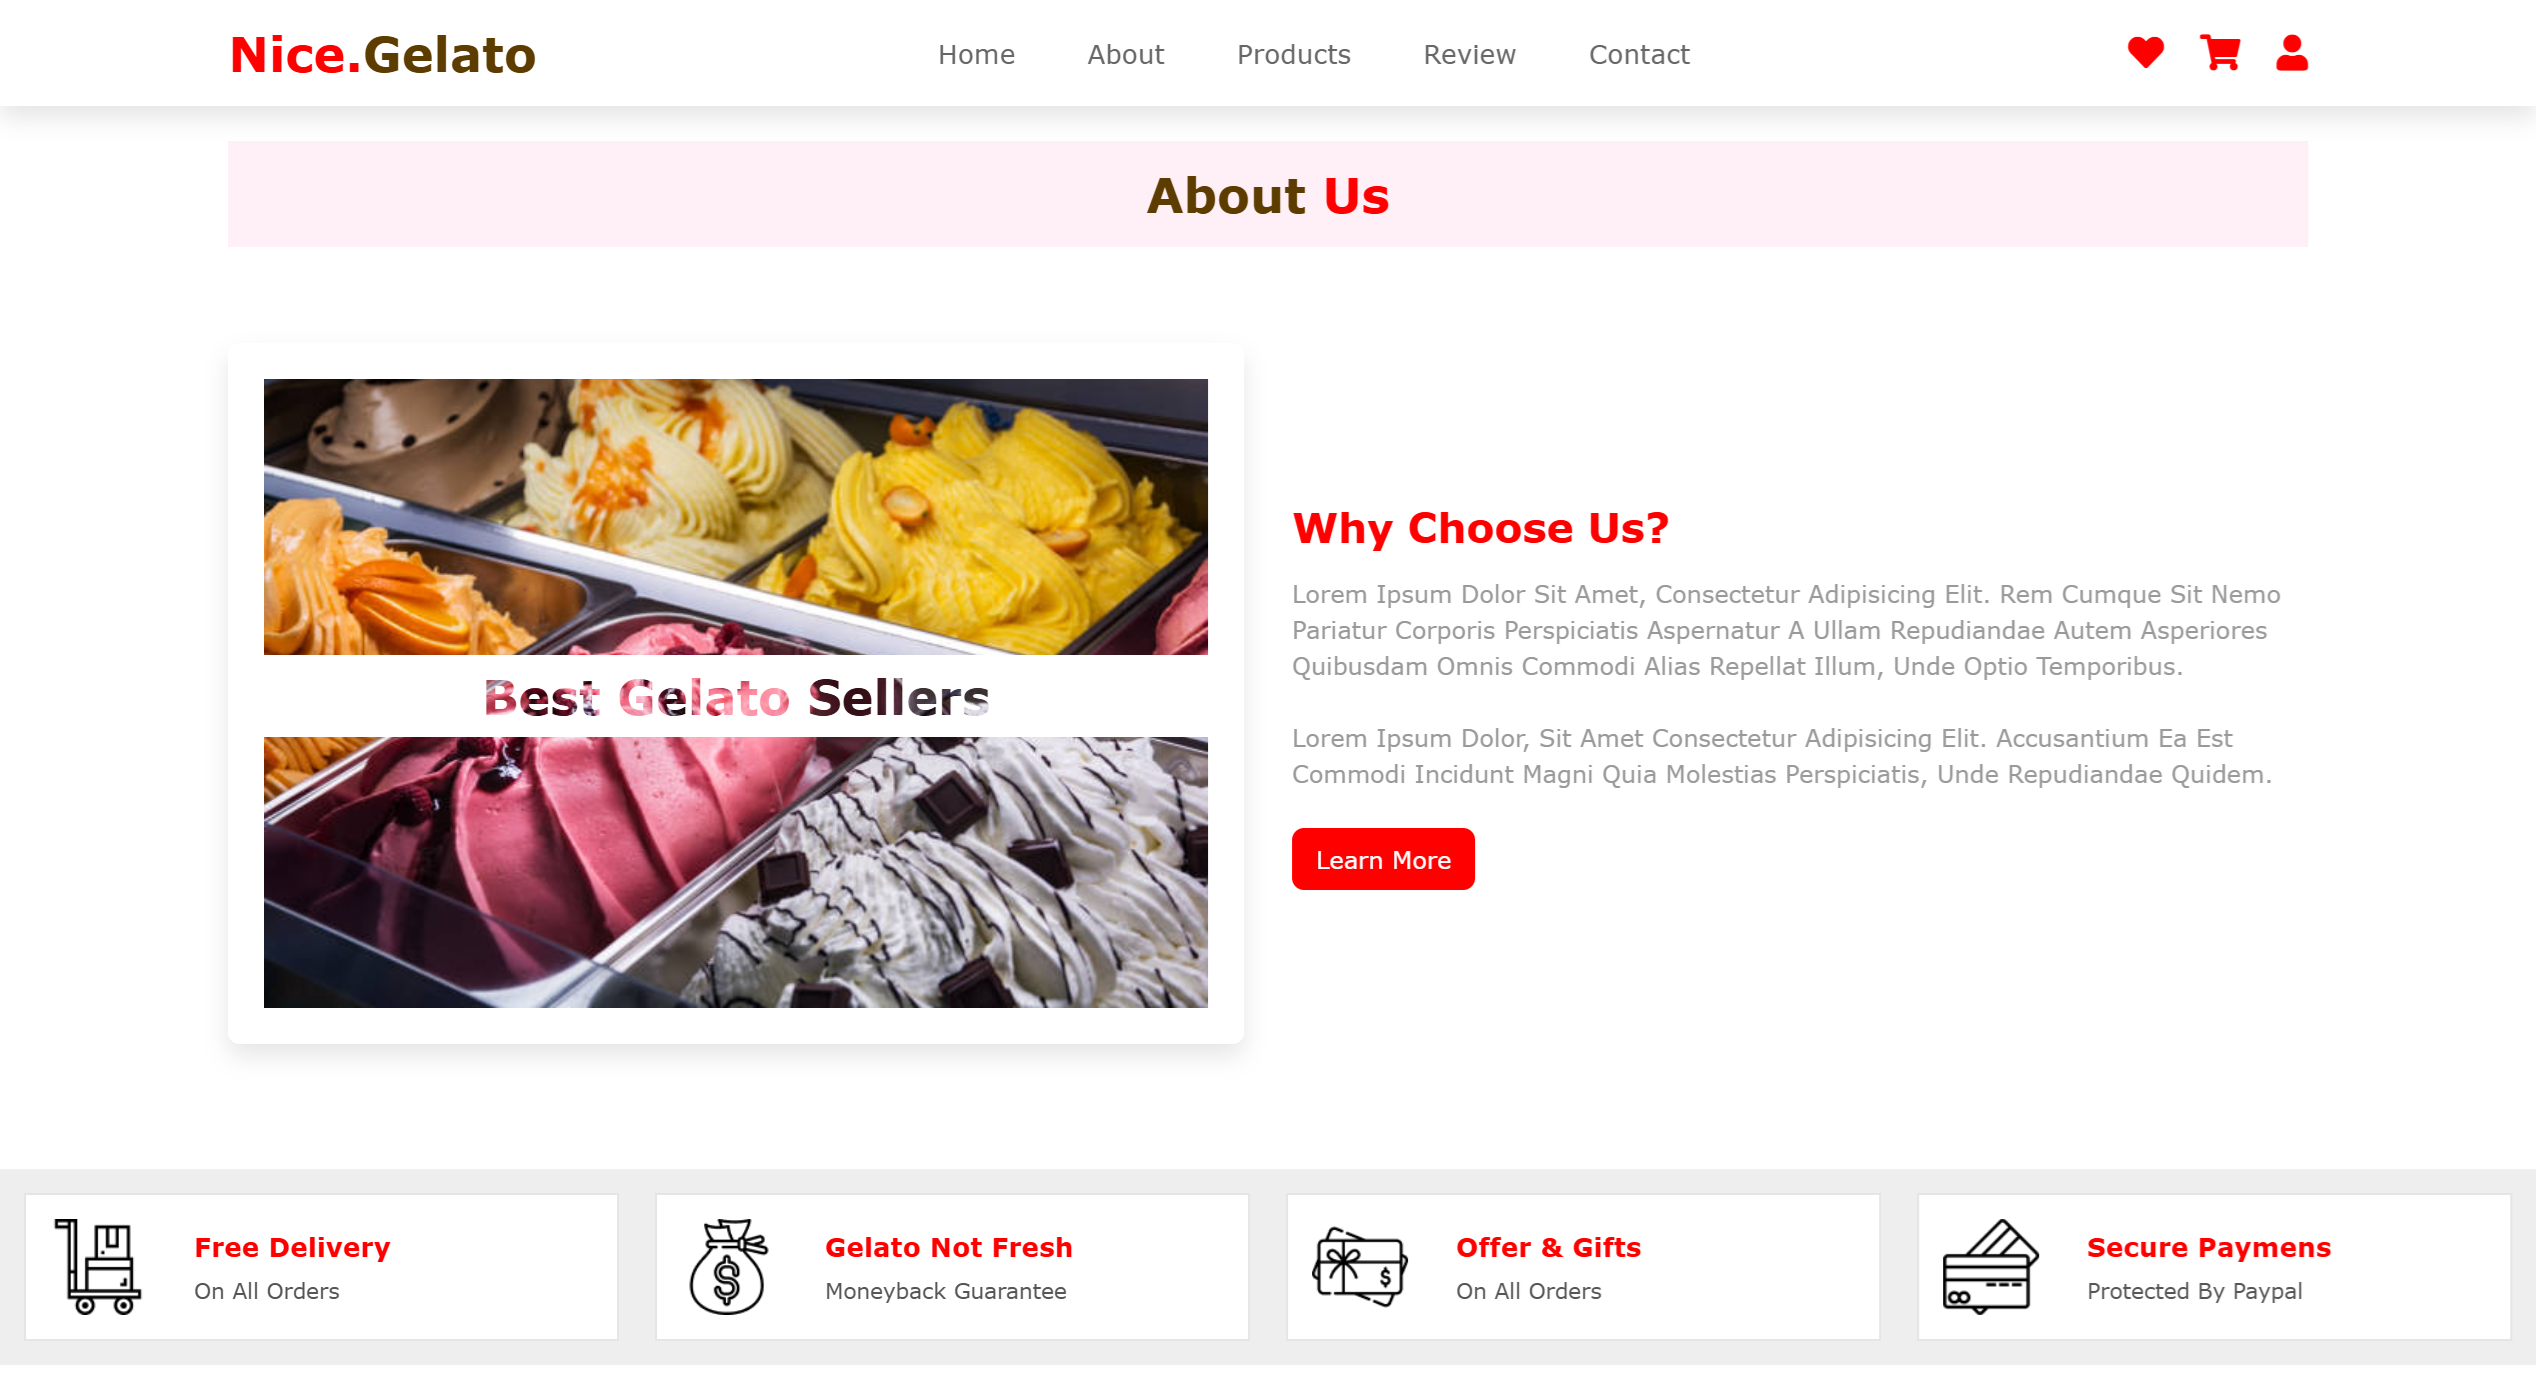 Nice.Gelato
Home About Products Review Contact
About Us
Best Gelato Sellers
Why Choose Us?
Lorem Ipsum Dolor Sit Amet, Consectetur Adipisicing Elit. Rem Cumque Sit Nemo
Pariatur Corporis Perspiciatis Aspernatur A Ullam Repudiandae Autem Asperiores
Quibusdam Omnis Commodi Alias Repellat Illum, Unde Optio Temporibus.
Lorem Ipsum Dolor, Sit Amet Consectetur Adipisicing Elit. Accusantium Ea Est
Commodi Incidunt Magni Quia Molestias Perspiciatis, Unde Repudiandae Quidem.
Learn More
Free Delivery
On All Orders
Gelato Not Fresh
Moneyback Guarantee
Offer & Gifts
On All Orders
Secure Paymens
Protected By Paypal